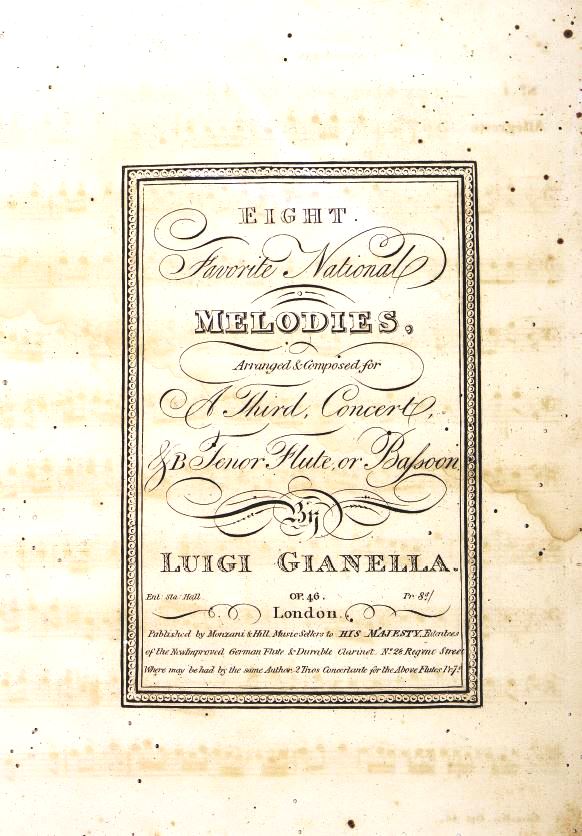 EIGHT.
Favorite National
MELODIES,
Arranged & Composed for
A Third, Concert,
& B Tenor Flute, or Baſsoon
By
LUIGI GIANELLA.
Ent. Sta. Hall OP. 46. Pr. 8s/
London.
Published by Monzani & Hill Music Sellers to HIS MAJESTY, Patentees
of the New Improved German Flute & Durable Clarinet. No. 28 Regent Street
Where may be had by the same Author. 2 Trios Concertante for the Above Flutes Pr. 7s.